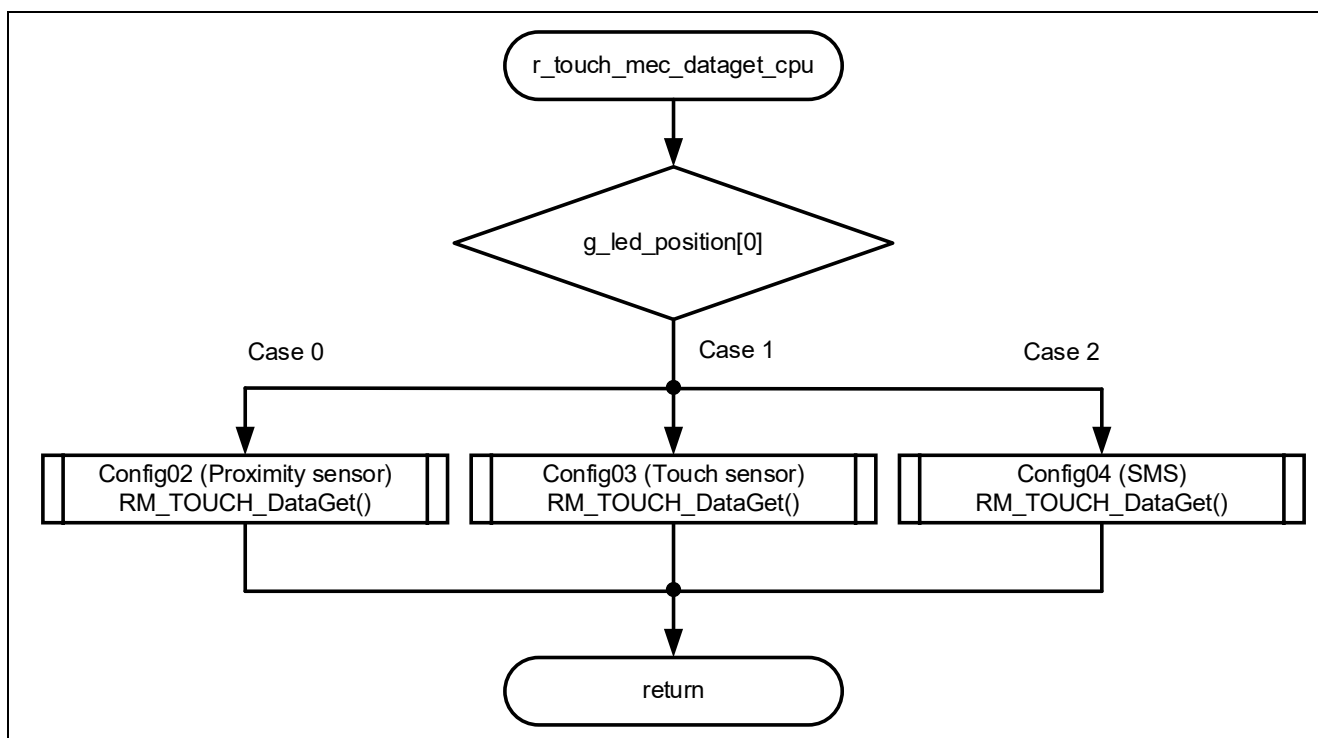 r_touch_mec_dataget_cpu
g_led_position[0]
Case 0
Case 1
Case 2
Config02 (Proximity sensor)
RM_TOUCH_DataGet()
Config03 (Touch sensor)
RM_TOUCH_DataGet()
Config04 (SMS)
RM_TOUCH_DataGet()
return